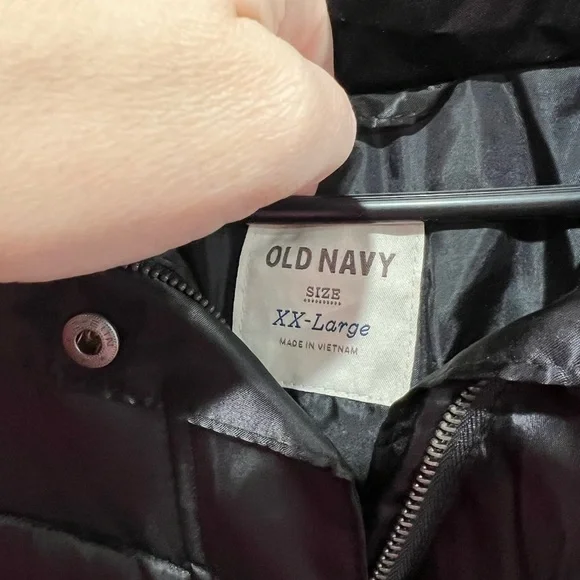 OLD NAVY
SIZE
XX-Large
MADE IN VIETNAM